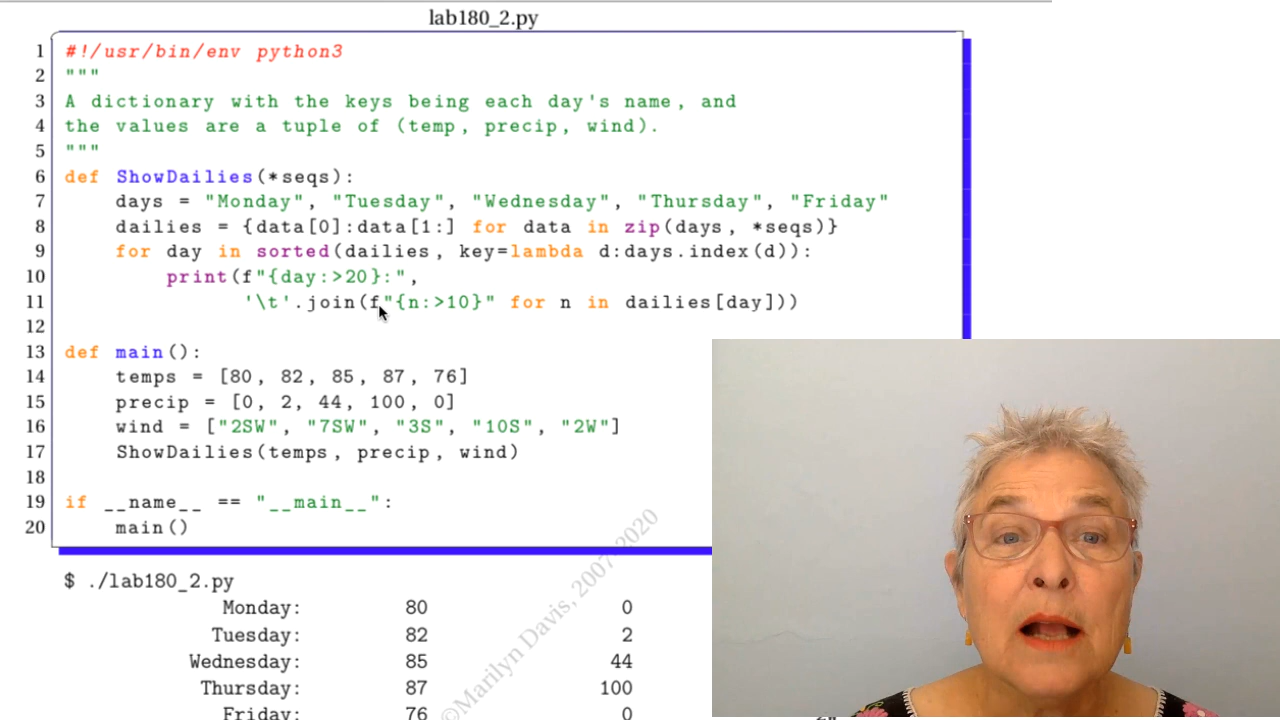 lab180_2.py
1 #!/usr/bin/env python3
2 """
3 A dictionary with the keys being each day's name, and
4 the values are a tuple of (temp, precip, wind).
5 """
6 def ShowDailies(*seqs):
7     days = "Monday", "Tuesday", "Wednesday", "Thursday", "Friday"
8     dailies = {data[0]:data[1:] for data in zip(days, *seqs)}
9     for day in sorted(dailies, key=lambda d:days.index(d)):
10         print(f"{day:>20}:",
11               '\t'.join(f"{n:>10}" for n in dailies[day]))
12
13 def main():
14     temps = [80, 82, 85, 87, 76]
15     precip = [0, 2, 44, 100, 0]
16     wind = ["2SW", "7SW", "3S", "10S", "2W"]
17     ShowDailies(temps, precip, wind)
18
19 if __name__ == "__main__":
20     main()
$ ./lab180_2.py
Monday: 80 0
Tuesday: 82 2
Wednesday: 85 44
Thursday: 87 100
Friday: 76 0
©Marilyn Davis, 2007-2020